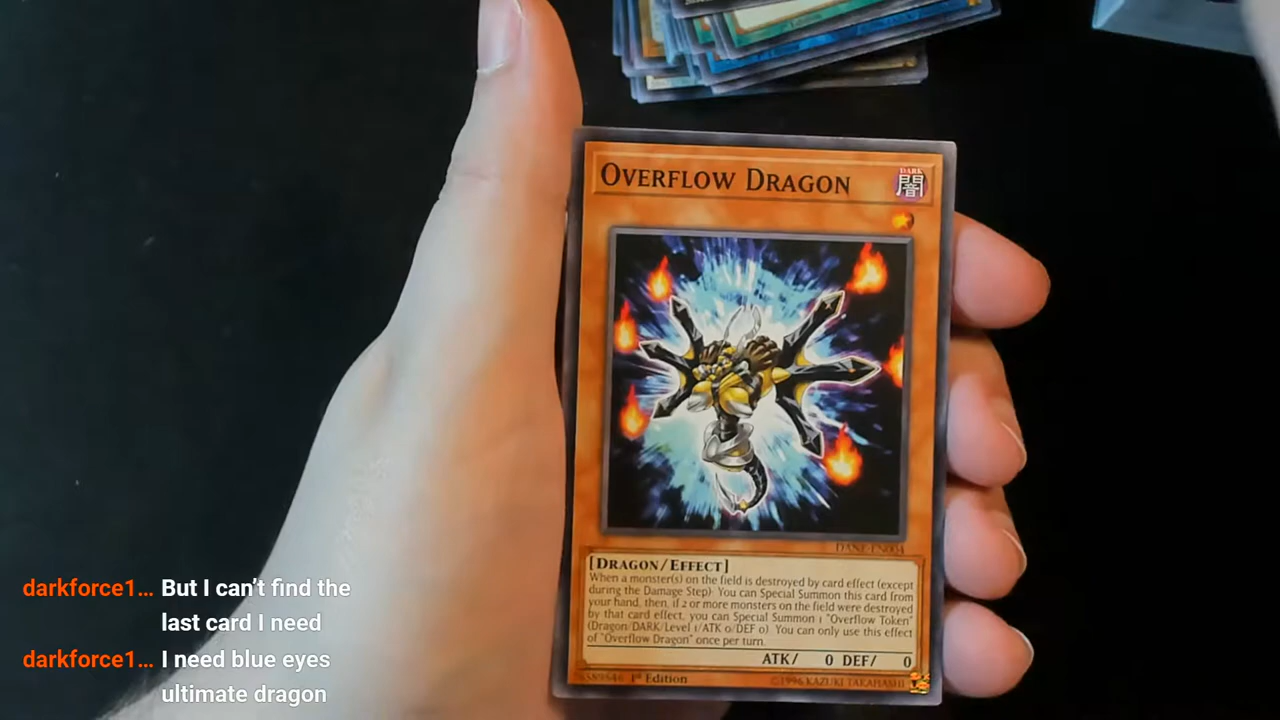 OVERFLOW DRAGON
DARK
闇
DANE-EN004
[DRAGON/EFFECT]
When a monster(s) on the field is destroyed by card effect (except
during the Damage Step): You can Special Summon this card from
your hand, then, if 2 or more monsters on the field were destroyed
by that card effect, you can Special Summon 1 "Overflow Token"
(Dragon/DARK/Level 1/ATK 0/DEF 0). You can only use this effect
of "Overflow Dragon" once per turn.
ATK/ 0 DEF/ 0
1st Edition
©1996 KAZUKI TAKAHASHI
darkforce1… But I can't find the
last card I need
darkforce1… I need blue eyes
ultimate dragon